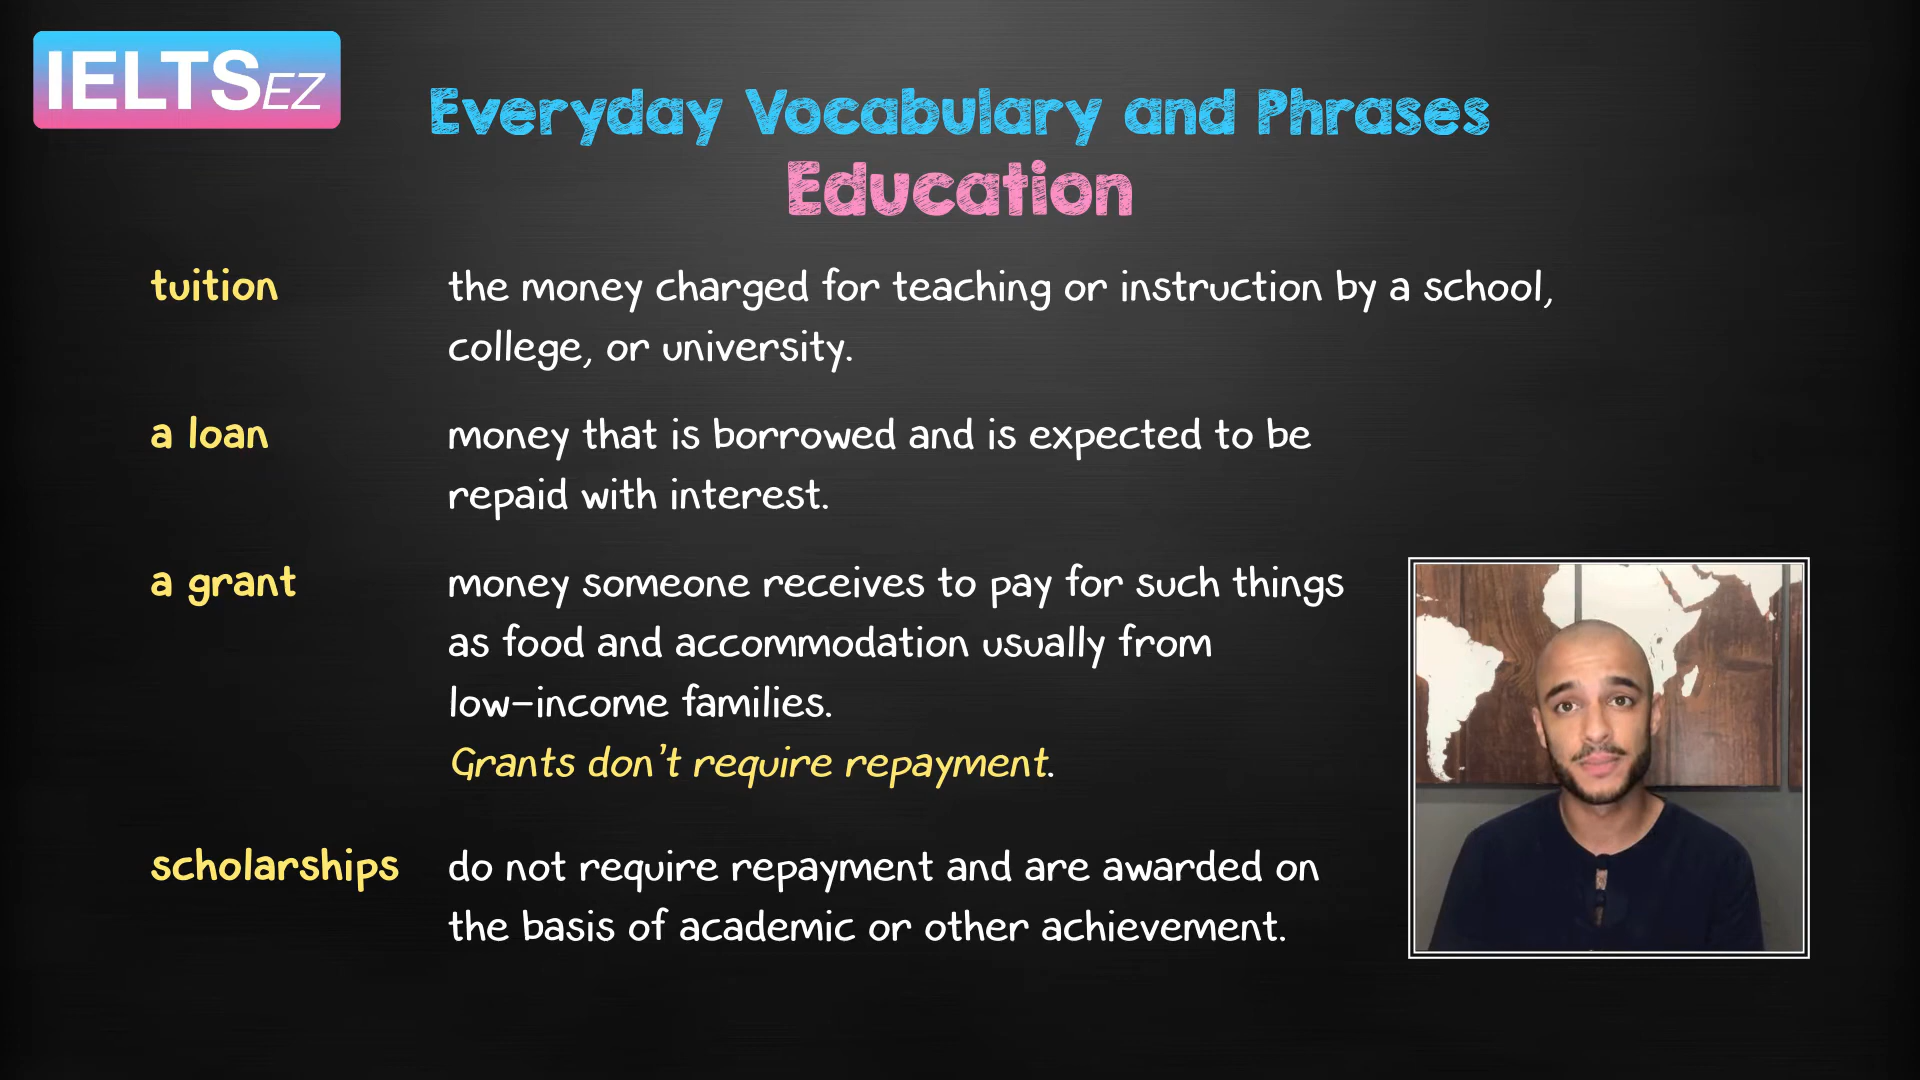 IELTSEZ
Everyday Vocabulary and Phrases
Education
tuition the money charged for teaching or instruction by a school,
college, or university.
a loan money that is borrowed and is expected to be
repaid with interest.
a grant money someone receives to pay for such things
as food and accommodation usually from
low-income families.
Grants don't require repayment.
scholarships do not require repayment and are awarded on
the basis of academic or other achievement.